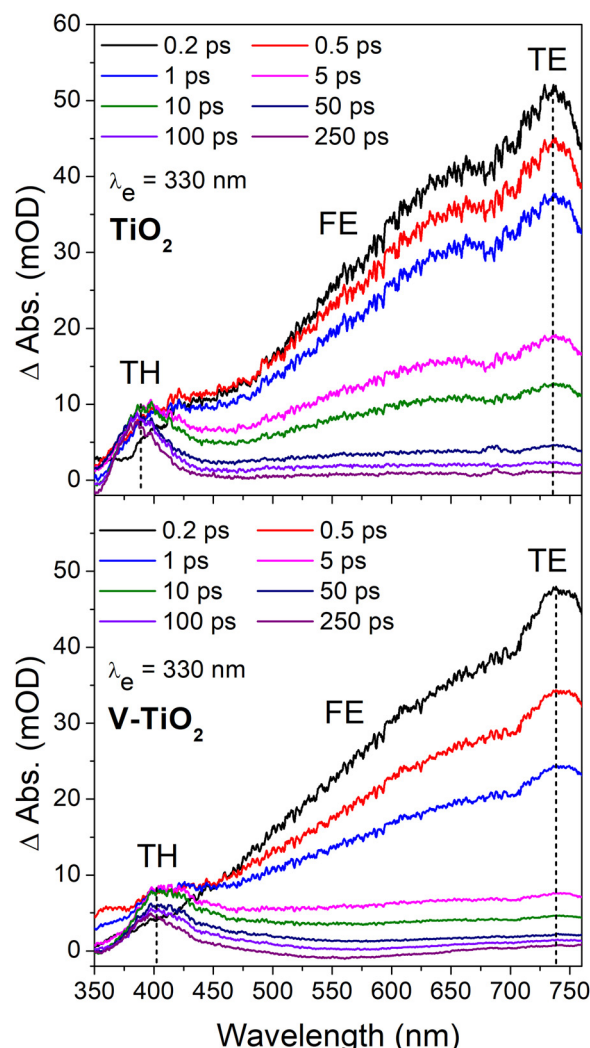 60
0.2 ps 0.5 ps
1 ps 5 ps
10 ps 50 ps
100 ps 250 ps
TE
50
λe = 330 nm
40
TiO2
FE
30
20
TH
10
0
Δ Abs. (mOD)
0.2 ps 0.5 ps
1 ps 5 ps
10 ps 50 ps
100 ps 250 ps
TE
50
λe = 330 nm
40
V-TiO2
FE
30
20
TH
10
0
Δ Abs. (mOD)
350 400 450 500 550 600 650 700 750
Wavelength (nm)